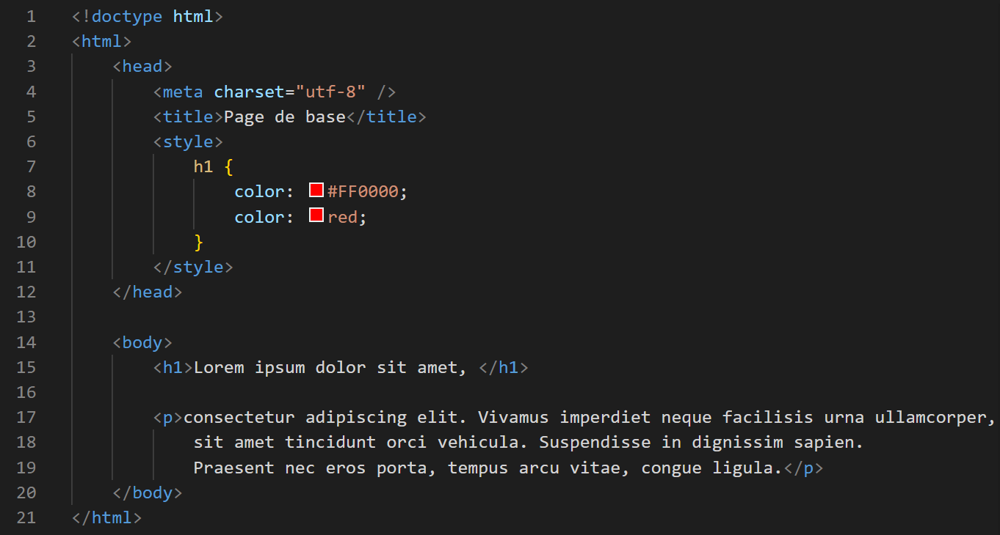 1 <!doctype html>
2 <html>
3     <head>
4         <meta charset="utf-8" />
5         <title>Page de base</title>
6         <style>
7             h1 {
8                 color: #FF0000;
9                 color: red;
10             }
11         </style>
12     </head>
13
14     <body>
15         <h1>Lorem ipsum dolor sit amet, </h1>
16
17         <p>consectetur adipiscing elit. Vivamus imperdiet neque facilisis urna ullamcorper,
18             sit amet tincidunt orci vehicula. Suspendisse in dignissim sapien.
19             Praesent nec eros porta, tempus arcu vitae, congue ligula.</p>
20     </body>
21 </html>